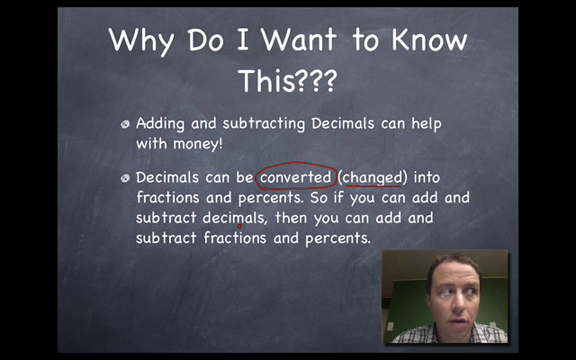 Why Do I Want to Know
This???
Adding and subtracting Decimals can help
with money!
Decimals can be converted (changed) into
fractions and percents. So if you can add and
subtract decimals, then you can add and
subtract fractions and percents.